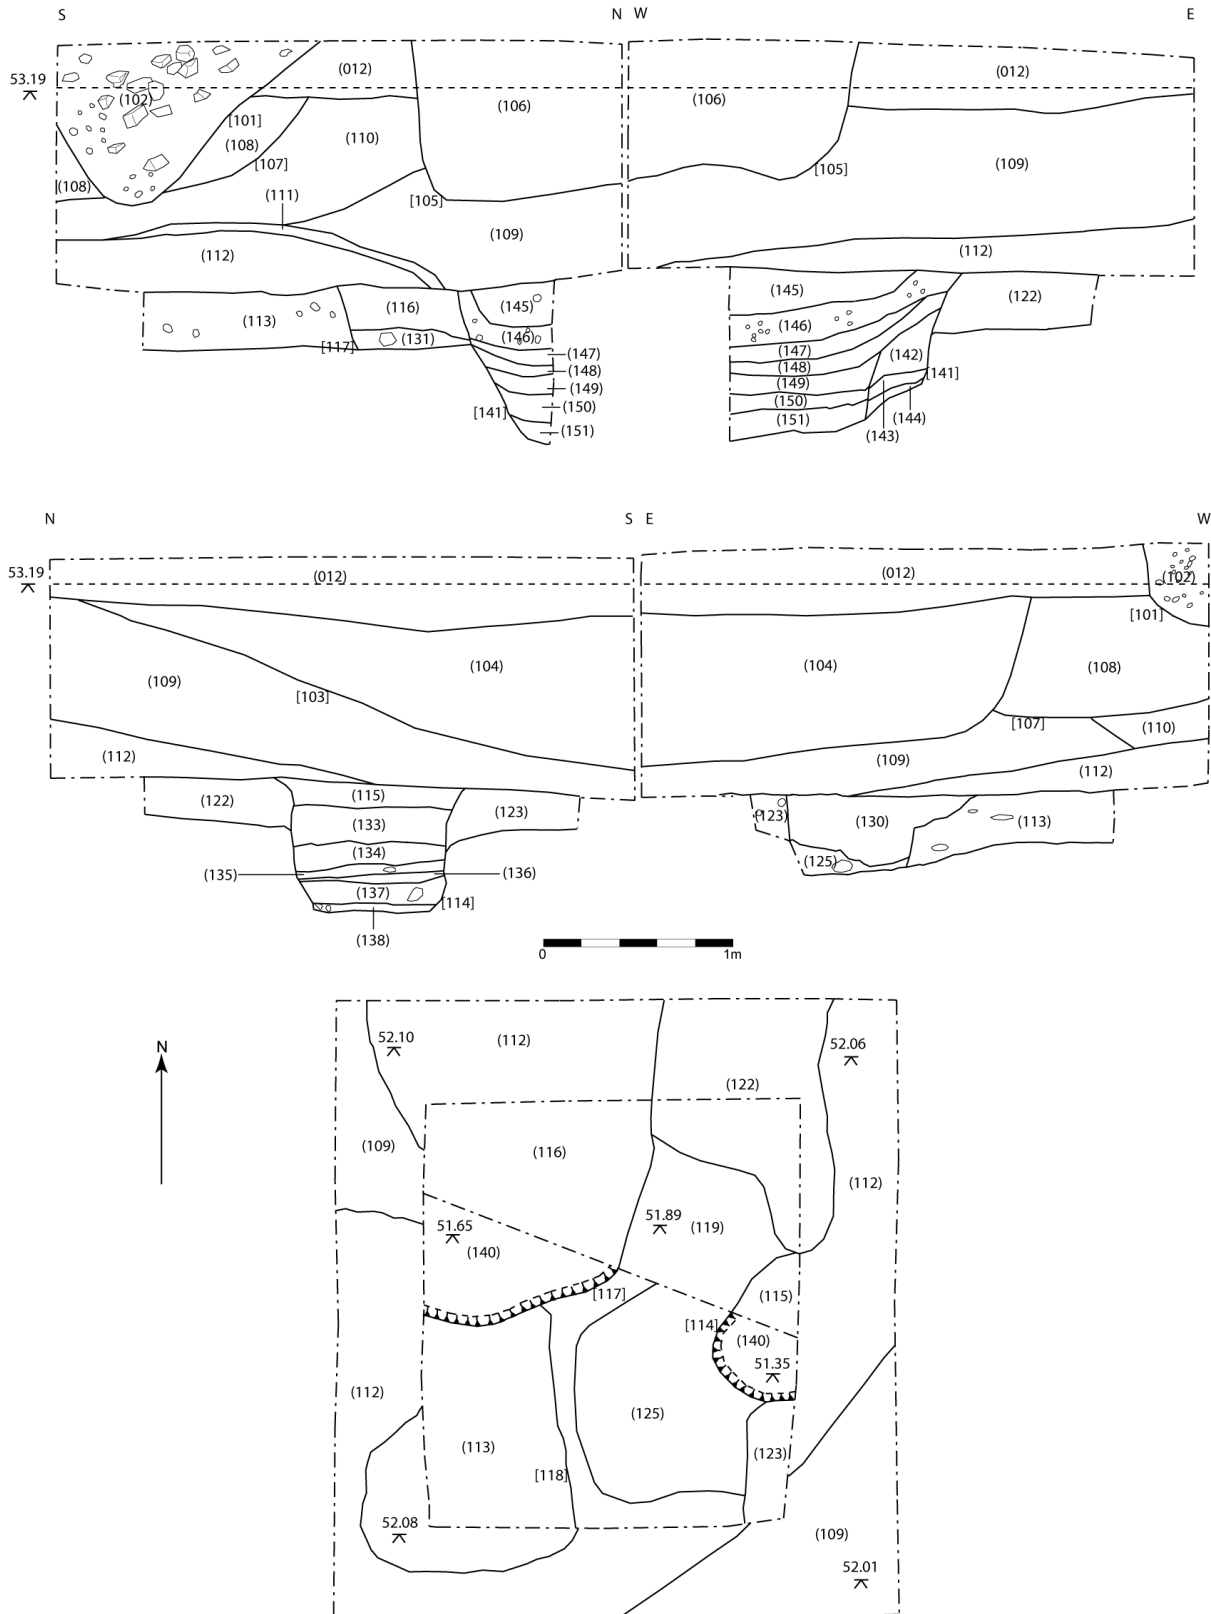 S N W E
53.19
(012) (012)
(102) (106) (106)
[101]
(108) (110)
[107] [105] (109)
(108) (111) [105]
(109)
(112) (112)
(145) (122)
(113) (116) (145)
(146) (146)
[117] (131) (147)
(147) (142)
(148) (148)
(149) (149) [141]
(150) (150)
[141] (151) (144)
(151) (143)
N S E W
53.19
(012) (012) (102)
[101]
(104) (104) (108)
(109) [103]
[107] (110)
(112) (109) (112)
(122) (115) (123) (123) (130) (113)
(133)
(134) (125)
(135) (136)
(137) [114]
(138)
0 1m
N
52.10 (112) 52.06
(122)
(109) (116)
(112)
51.65 51.89 (119)
(140)
[117] (115)
[114] (140)
51.35
(112)
(125)
(113) (123)
[118]
52.08 (109)
52.01